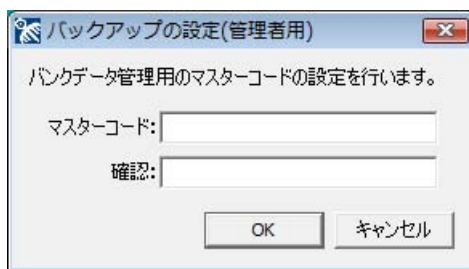 バックアップの設定(管理者用)
バンクデータ管理用のマスターコードの設定を行います。
マスターコード:
確認:
OK
キャンセル